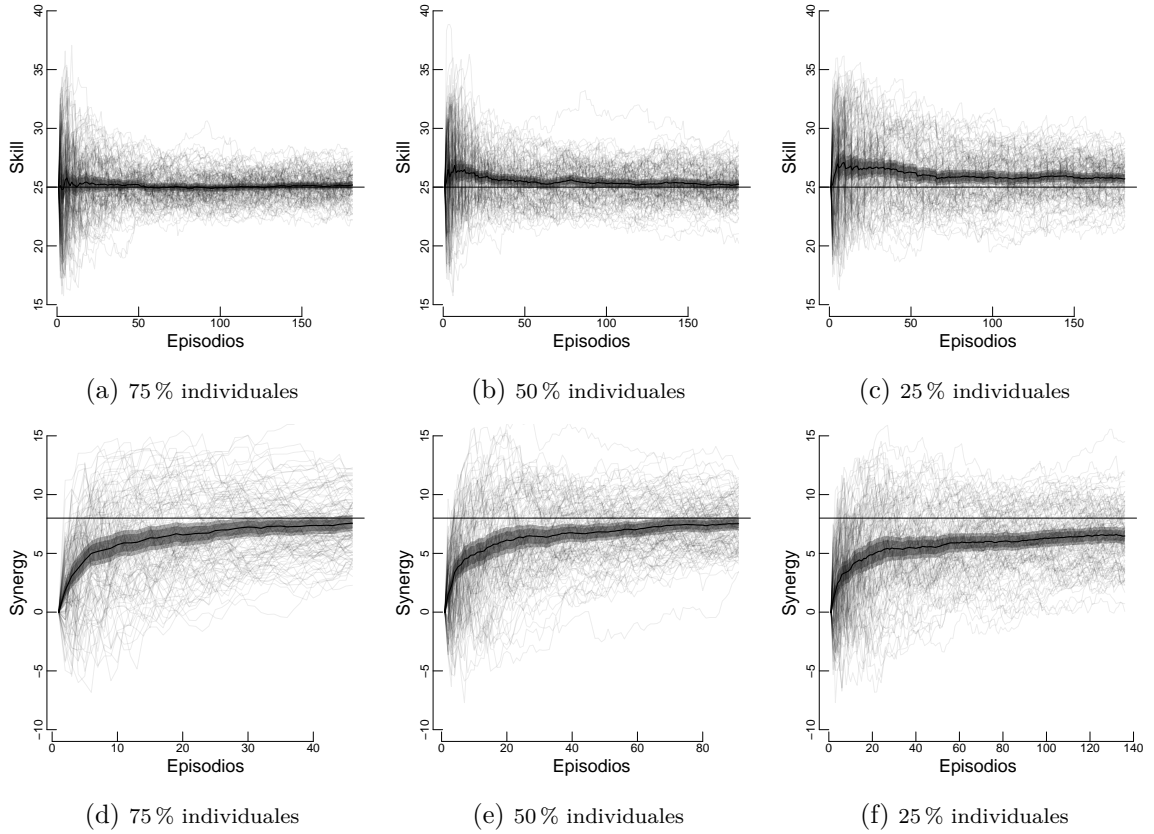 40
35
30
25
20
15
Skill
0 50 100 150
Episodios
(a) 75 % individuales
40
35
30
25
20
15
Skill
0 50 100 150
Episodios
(b) 50 % individuales
40
35
30
25
20
15
Skill
0 50 100 150
Episodios
(c) 25 % individuales
15
10
5
0
−5
−10
Synergy
0 10 20 30 40
Episodios
(d) 75 % individuales
15
10
5
0
−5
−10
Synergy
0 20 40 60 80
Episodios
(e) 50 % individuales
15
10
5
0
−5
−10
Synergy
0 20 40 60 80 100 120 140
Episodios
(f) 25 % individuales